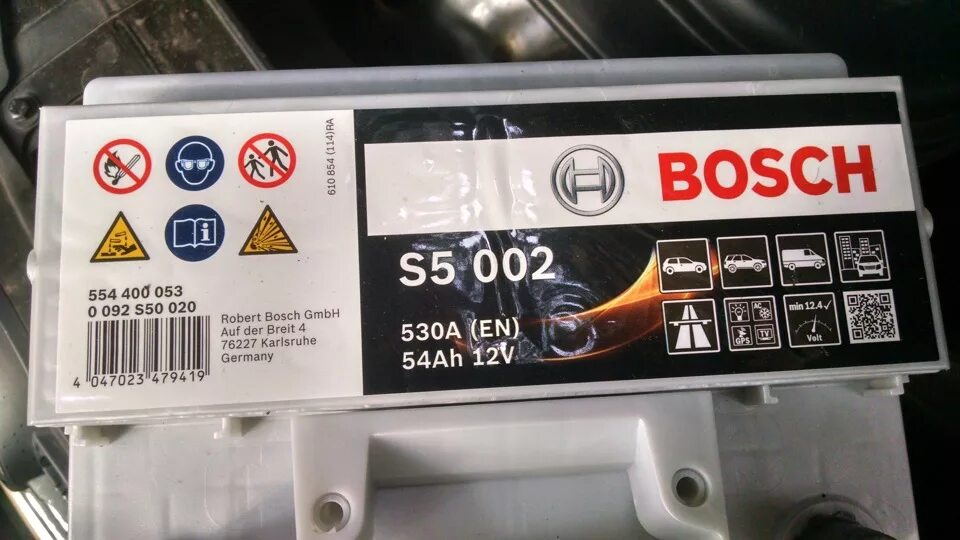 610 854 (114)RA
BOSCH
S5 002
530A (EN)
54Ah 12V
554 400 053
0 092 S50 020
4 047023 479419
Robert Bosch GmbH
Auf der Breit 4
76227 Karlsruhe
Germany
AC
GPS
TV
min 12.4 ✓
Volt